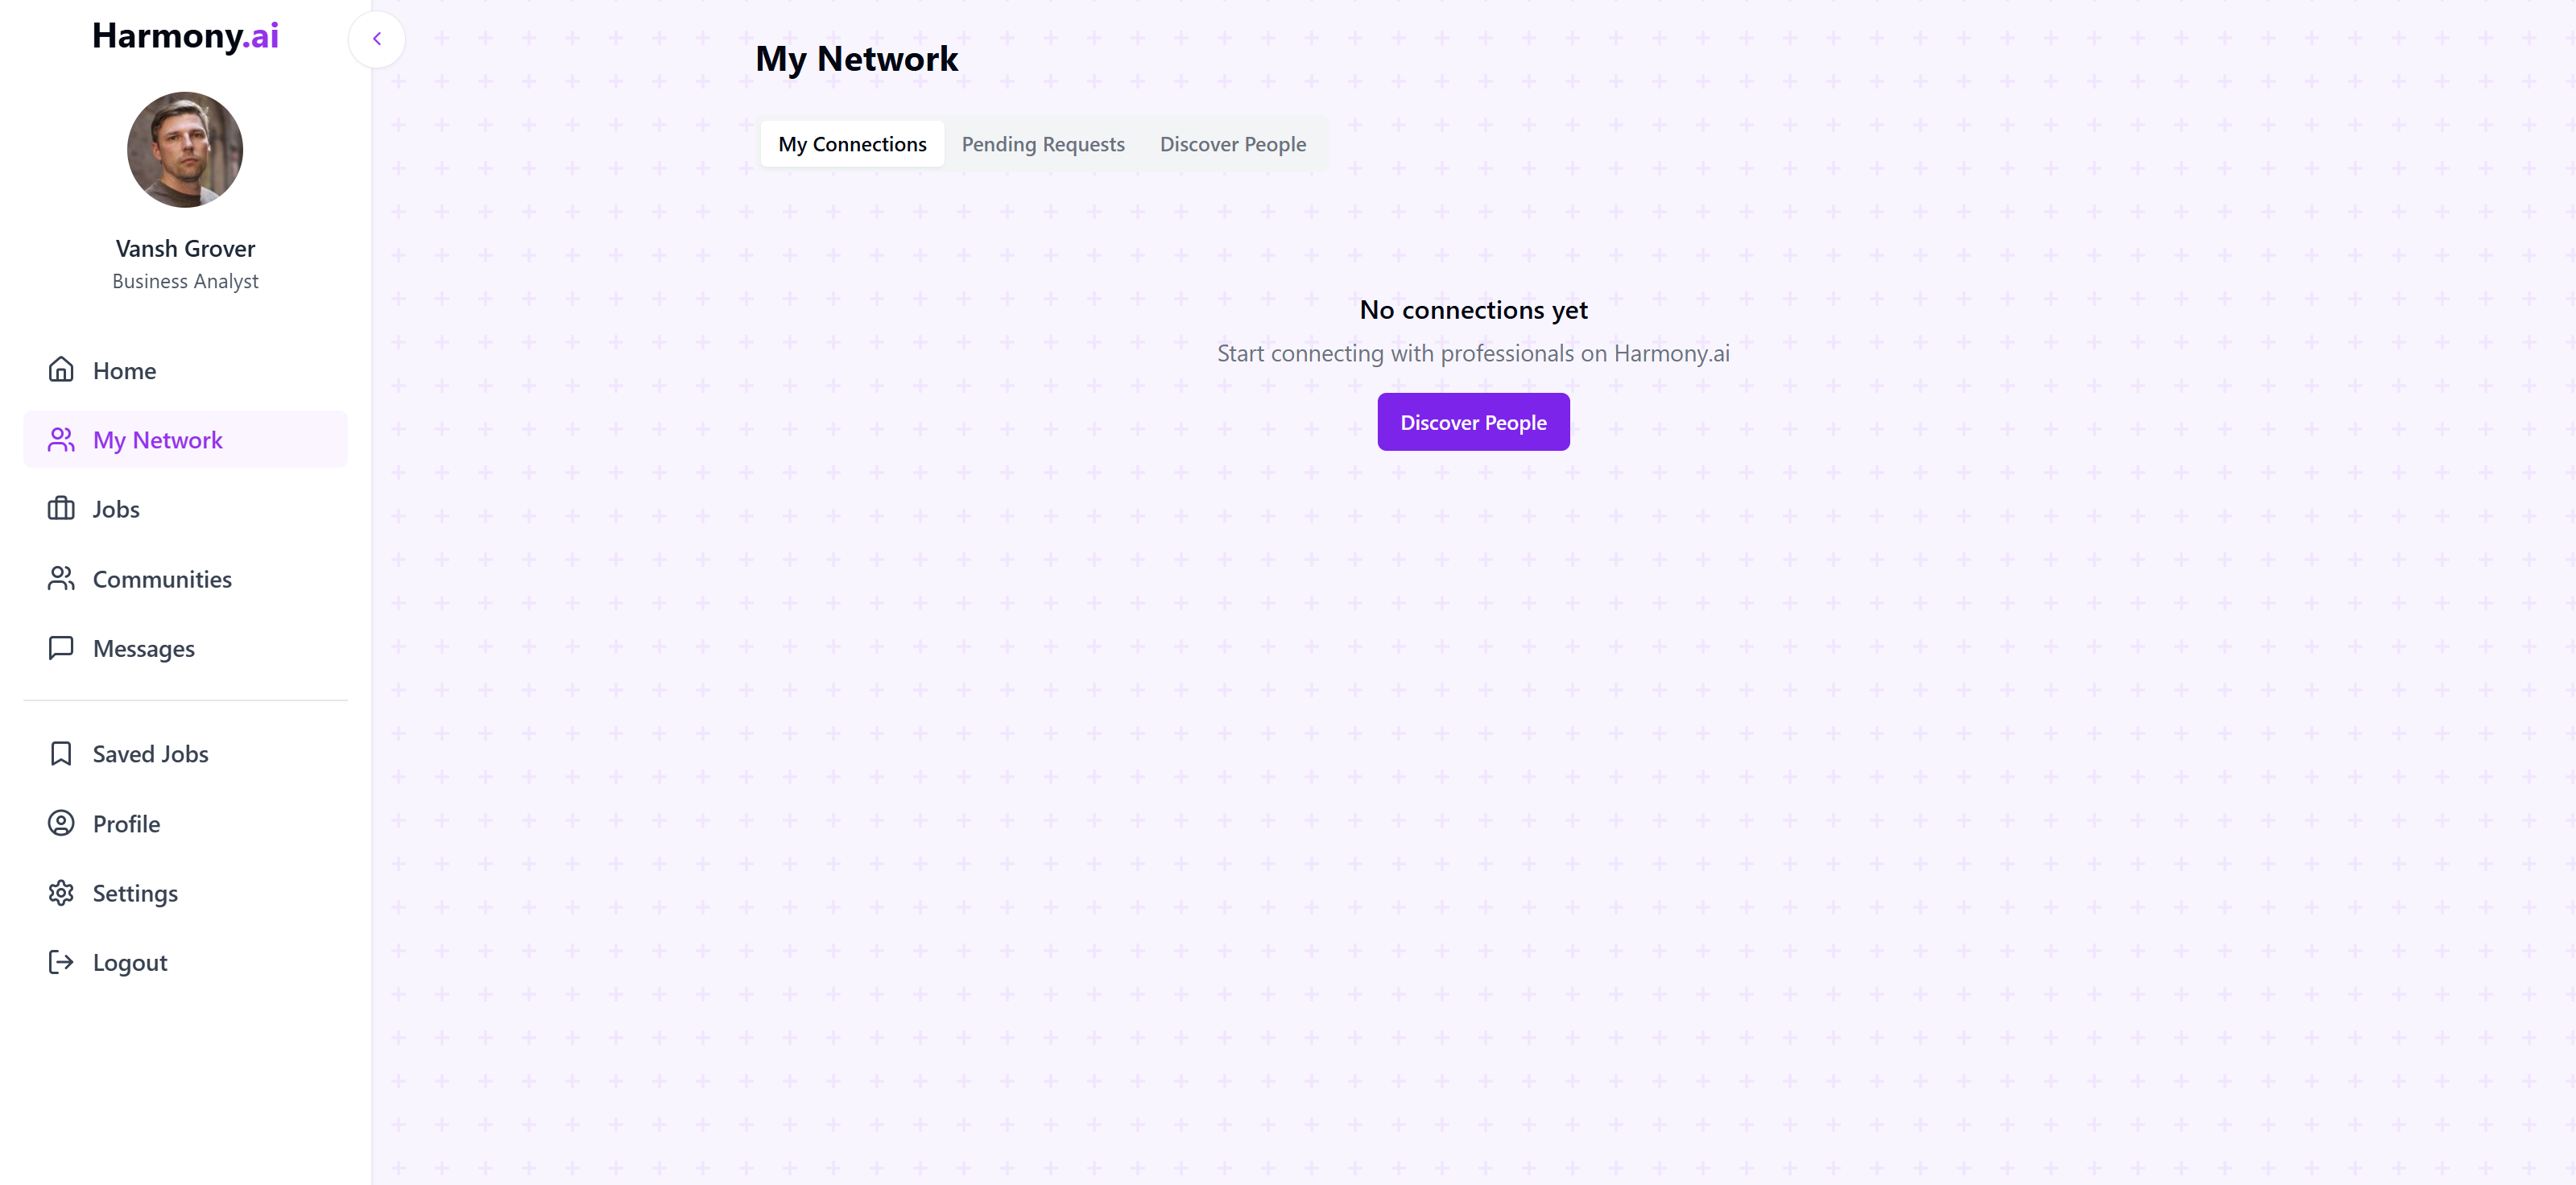 Harmony.ai
Vansh Grover
Business Analyst
Home
My Network
Jobs
Communities
Messages
Saved Jobs
Profile
Settings
Logout
My Network
My Connections Pending Requests Discover People
No connections yet
Start connecting with professionals on Harmony.ai
Discover People